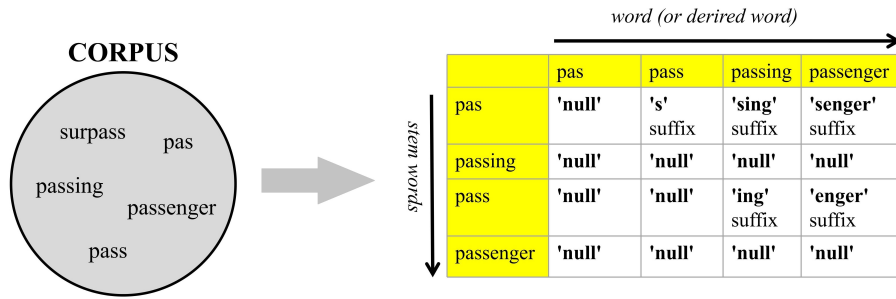 word (or derired word)
CORPUS
surpass
pas
passing
passenger
pass
stem words
pas pass passing passenger
pas 'null' 's' 'sing' 'senger'
suffix suffix suffix
passing 'null' 'null' 'null' 'null'
pass 'null' 'null' 'ing' 'enger'
suffix suffix
passenger 'null' 'null' 'null' 'null'